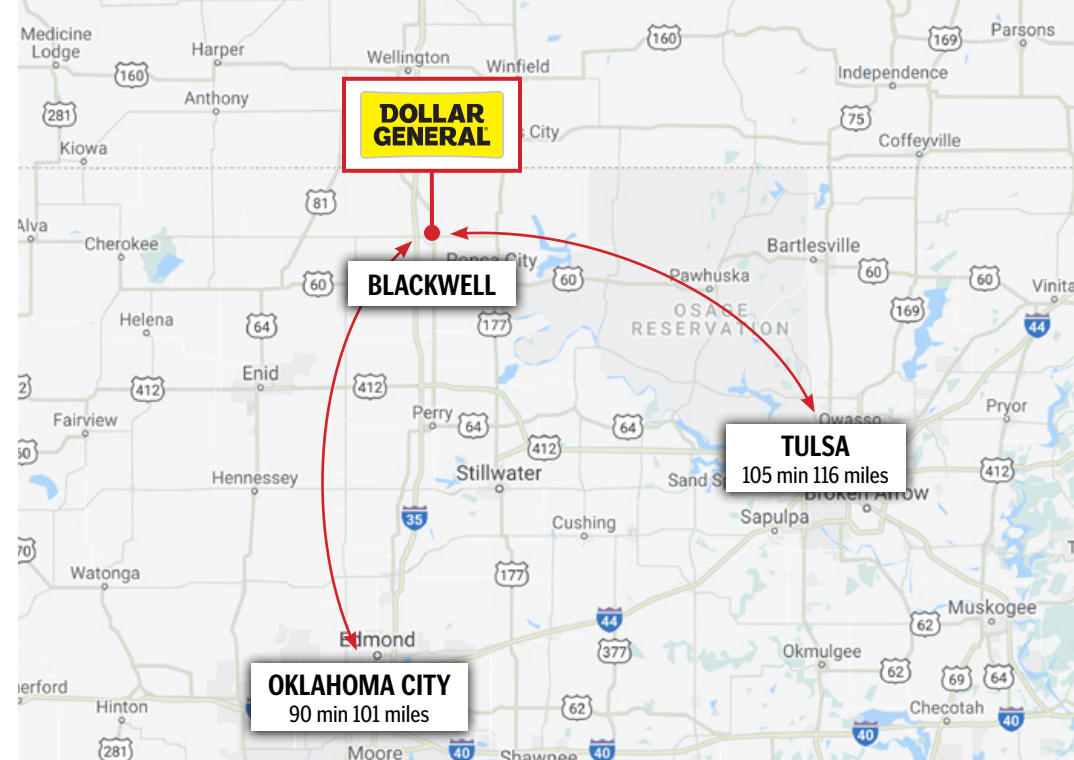 Medicine
Lodge
Harper
Wellington
Winfield
160
169
Parsons
160
Independence
Anthony
281
75
DOLLAR
GENERAL
City
Coffeyville
Kiowa
81
Alva
Cherokee
Bartlesville
Ponca City
60
60
Pawhuska
60
60
BLACKWELL
Vinita
OSAGE
RESERVATION
169
Helena
64
177
44
Enid
412
412
Fairview
Perry
64
64
Owasso
Pryor
412
TULSA
105 min 116 miles
Hennessey
Stillwater
Sand Sp
412
Broken Arrow
35
Cushing
Sapulpa
Watonga
177
Muskogee
44
62
Edmond
377
Okmulgee
62
69
64
OKLAHOMA CITY
90 min 101 miles
erford
Hinton
62
Checotah
40
40
281
Moore
40
Shawnee
40